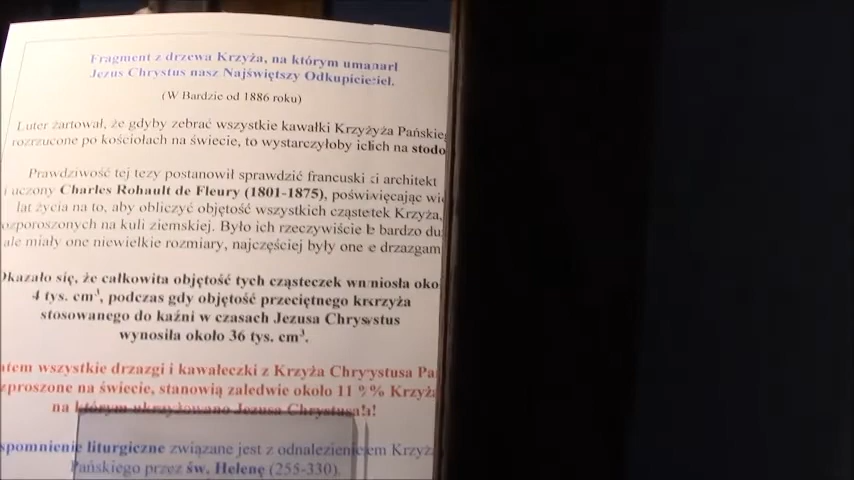 Fragment z drzewa Krzyża, na którym umarł
Jezus Chrystus nasz Najświętszy Odkupiciel.
(W Bardzie od 1886 roku)
Luter żartował, że gdyby zebrać wszystkie kawałki Krzyża Pańskie
rozrzucone po kościołach na świecie, to wystarczyłoby ich na stodo
Prawdziwość tej tezy postanowił sprawdzić francuski architekt
i uczony Charles Rohault de Fleury (1801-1875), poświęcając wi
lat życia na to, aby obliczyć objętość wszystkich cząstek Krzyża,
ozproszonych na kuli ziemskiej. Było ich rzeczywiście bardzo du
ale miały one niewielkie rozmiary, najczęściej były one drzazgam
Okazało się, że całkowita objętość tych cząsteczek wyniosła oko
4 tys. cm³, podczas gdy objętość przeciętnego krzyża
stosowanego do kaźni w czasach Jezusa Chrystusa
wynosiła około 36 tys. cm³.
atem wszystkie drzazgi i kawałeczki z Krzyża Chrystusa Pa
zproszone na świecie, stanowią zaledwie około 11 % Krzyża
na którym ukrzyżowano Jezusa Chrystusa!
spomnienie liturgiczne związane jest z odnalezieniem Krzyża
Pańskiego przez św. Helenę (255-330).